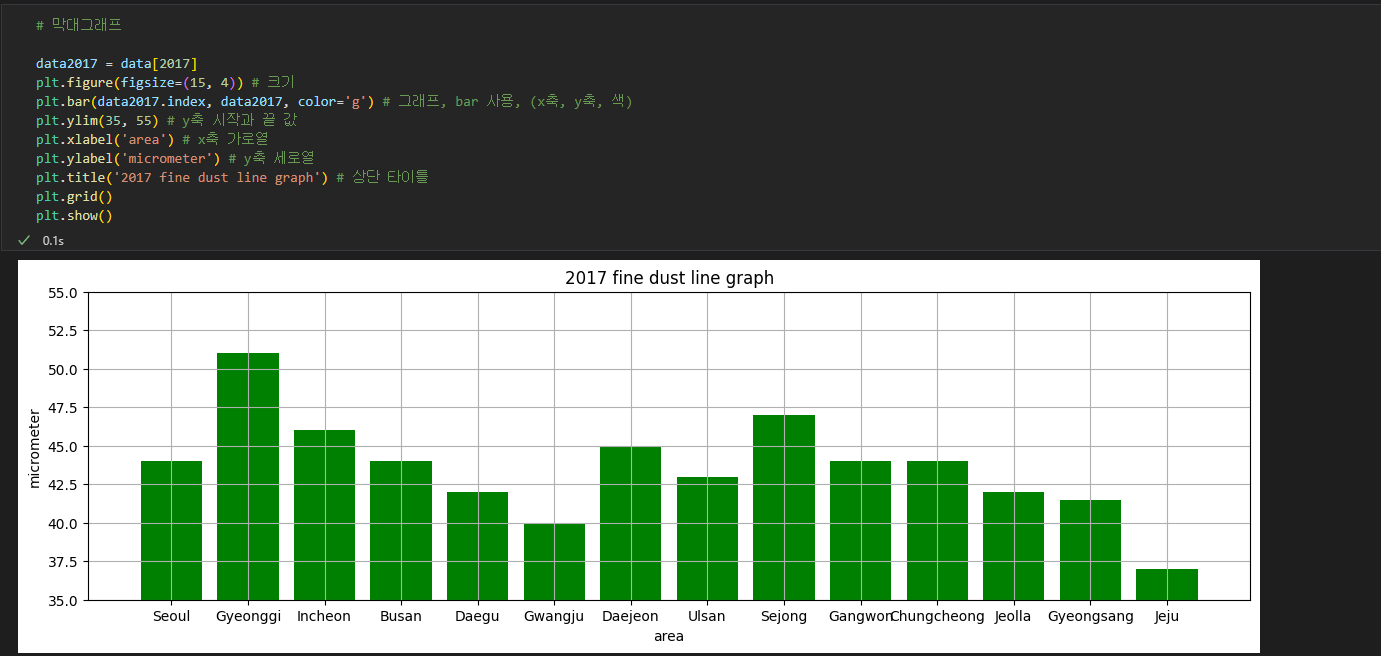 # 막대그래프
data2017 = data[2017]
plt.figure(figsize=(15, 4)) # 크기
plt.bar(data2017.index, data2017, color='g') # 그래프, bar 사용, (x축, y축, 색)
plt.ylim(35, 55) # y축 시작과 끝 값
plt.xlabel('area') # x축 가로열
plt.ylabel('micrometer') # y축 세로열
plt.title('2017 fine dust line graph') # 상단 타이틀
plt.grid()
plt.show()
0.1s
2017 fine dust line graph
55.0
52.5
50.0
47.5
45.0
42.5
40.0
37.5
35.0
micrometer
Seoul Gyeonggi Incheon Busan Daegu Gwangju Daejeon Ulsan Sejong Gangwon Chungcheong Jeolla Gyeongsang Jeju
area